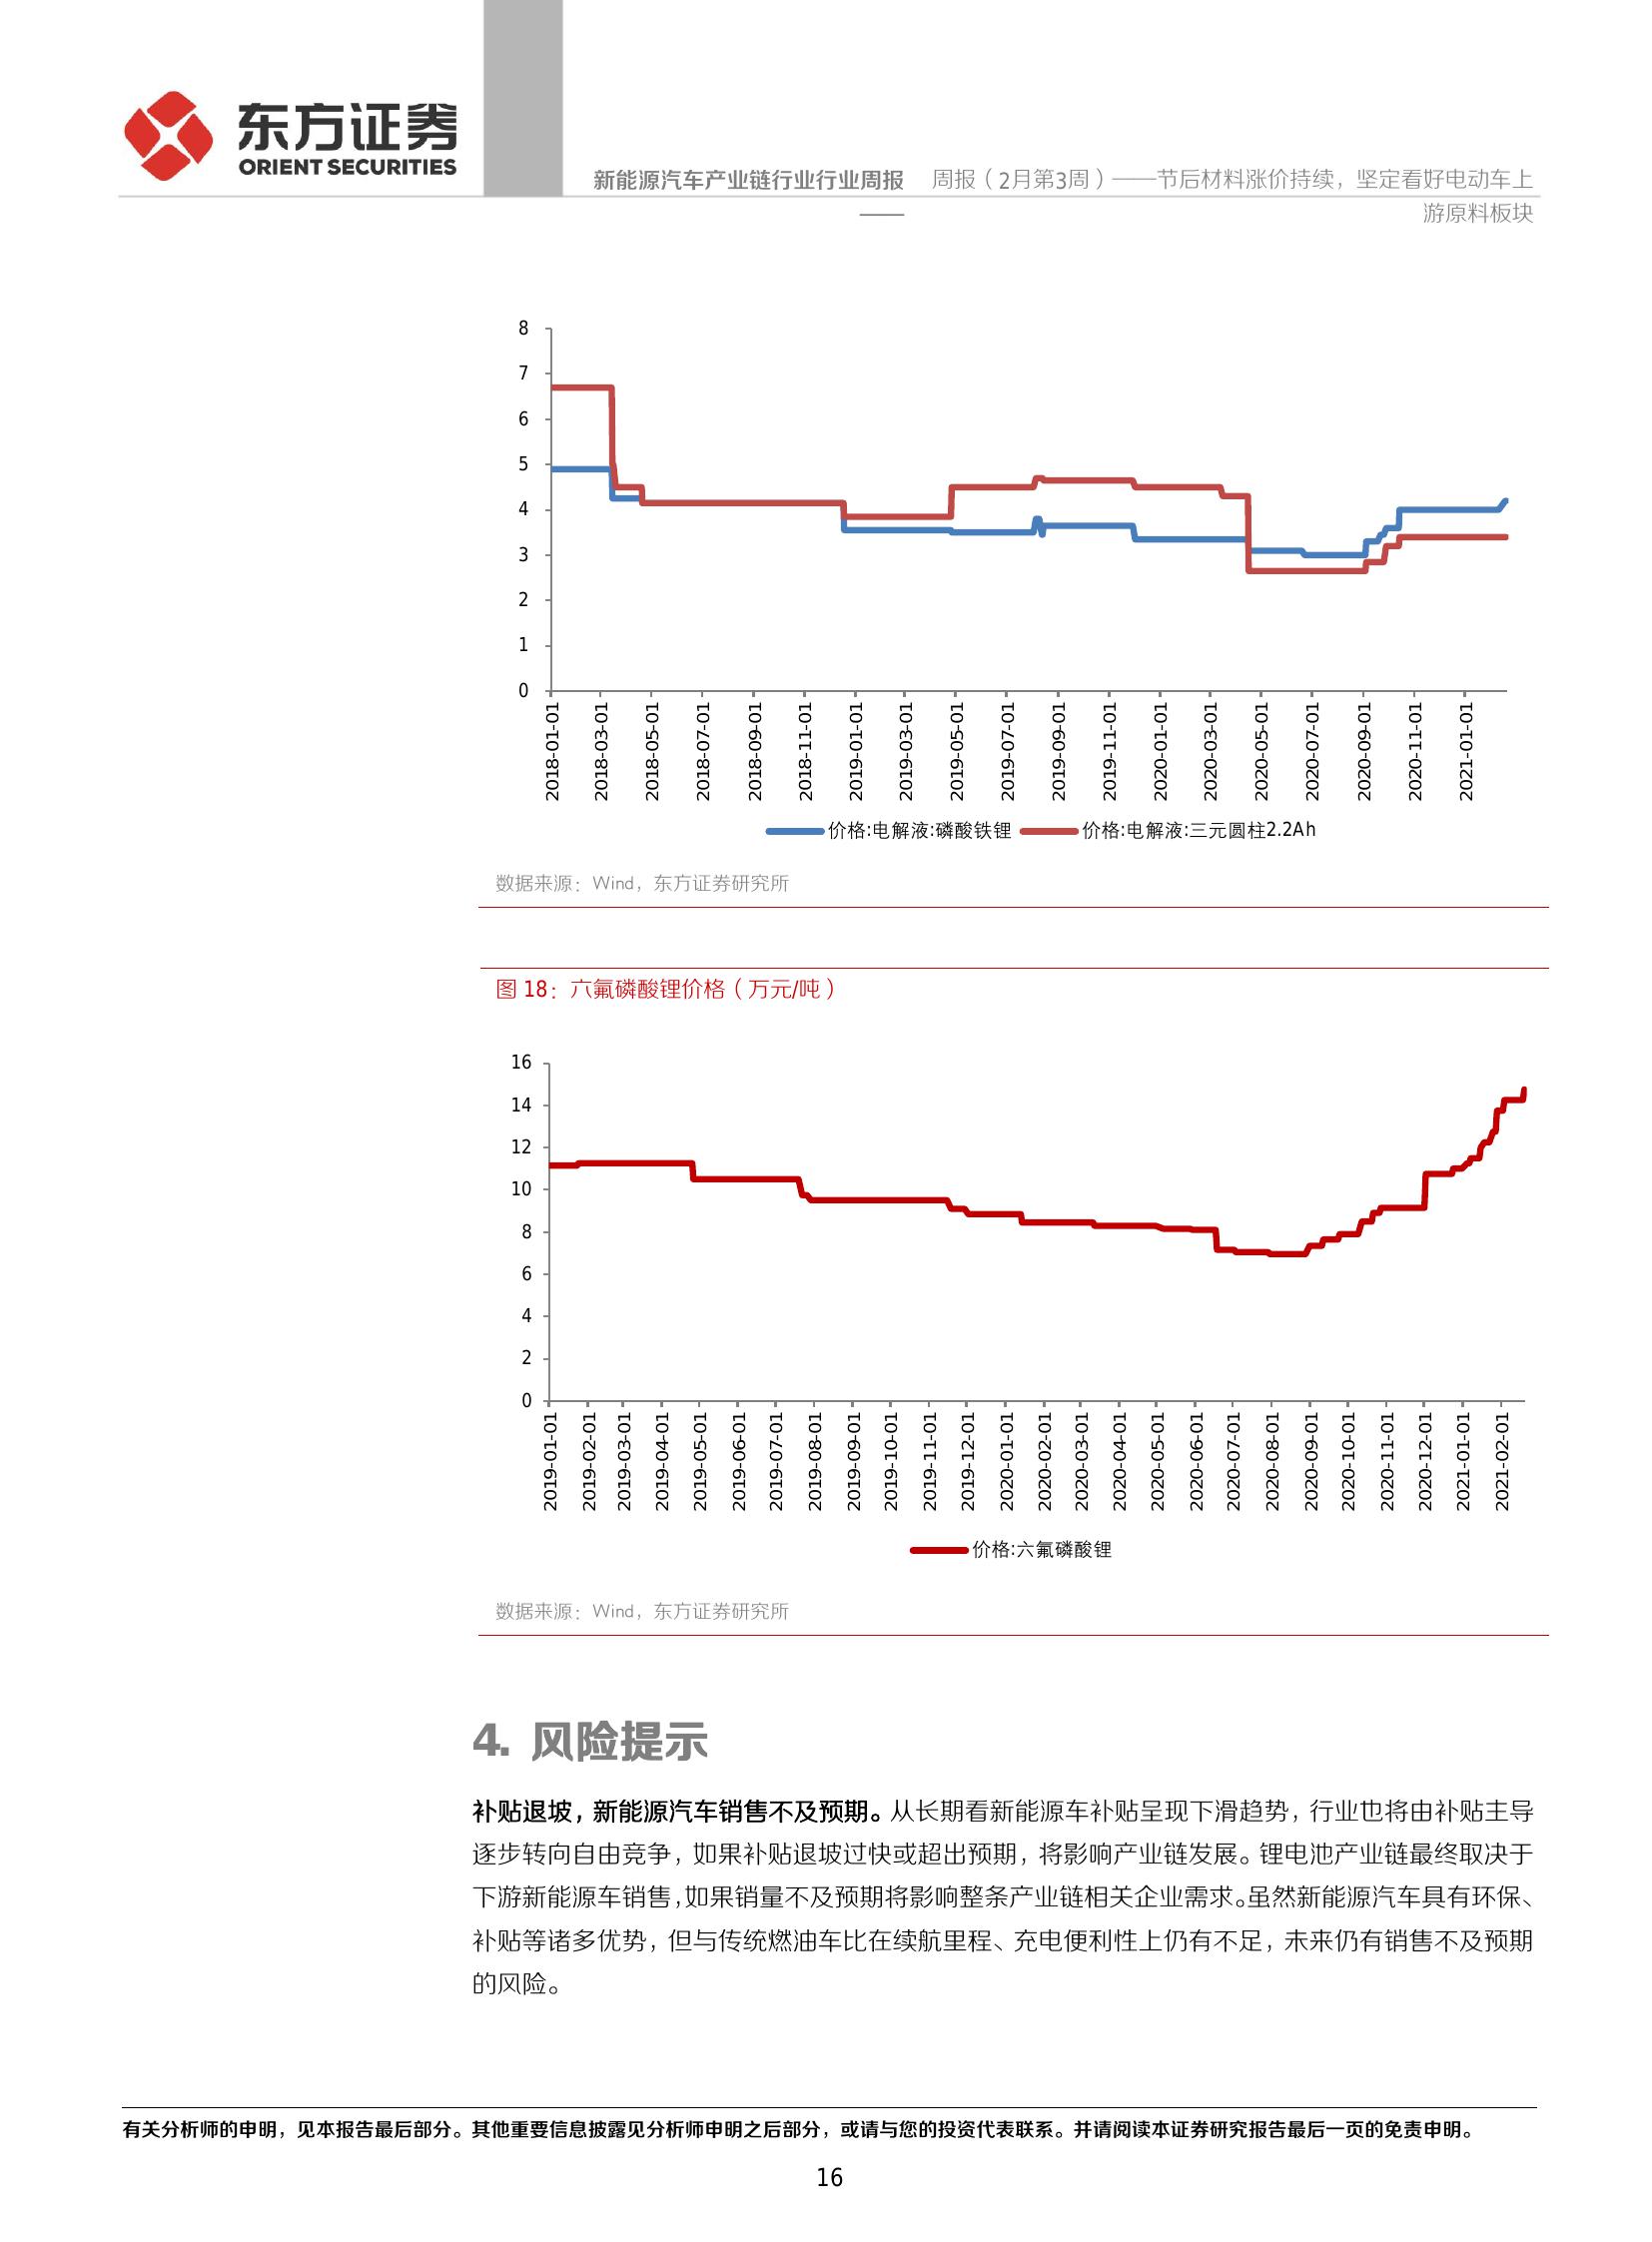 东方证券
ORIENT SECURITIES
新能源汽车产业链行业行业周报 周报（2月第3周）——节后材料涨价持续，坚定看好电动车上
—— 游原料板块
8
7
6
5
4
3
2
1
0
2018-01-01 2018-03-01 2018-05-01 2018-07-01 2018-09-01 2018-11-01 2019-01-01 2019-03-01 2019-05-01 2019-07-01 2019-09-01 2019-11-01 2020-01-01 2020-03-01 2020-05-01 2020-07-01 2020-09-01 2020-11-01 2021-01-01
价格:电解液:磷酸铁锂 价格:电解液:三元圆柱2.2Ah
数据来源：Wind，东方证券研究所
图 18：六氟磷酸锂价格（万元/吨）
16
14
12
10
8
6
4
2
0
2019-01-01 2019-02-01 2019-03-01 2019-04-01 2019-05-01 2019-06-01 2019-07-01 2019-08-01 2019-09-01 2019-10-01 2019-11-01 2019-12-01 2020-01-01 2020-02-01 2020-03-01 2020-04-01 2020-05-01 2020-06-01 2020-07-01 2020-08-01 2020-09-01 2020-10-01 2020-11-01 2020-12-01 2021-01-01 2021-02-01
价格:六氟磷酸锂
数据来源：Wind，东方证券研究所
4. 风险提示
补贴退坡，新能源汽车销售不及预期。从长期看新能源车补贴呈现下滑趋势，行业也将由补贴主导
逐步转向自由竞争，如果补贴退坡过快或超出预期，将影响产业链发展。锂电池产业链最终取决于
下游新能源车销售，如果销量不及预期将影响整条产业链相关企业需求。虽然新能源汽车具有环保、
补贴等诸多优势，但与传统燃油车比在续航里程、充电便利性上仍有不足，未来仍有销售不及预期
的风险。
有关分析师的申明，见本报告最后部分。其他重要信息披露见分析师申明之后部分，或请与您的投资代表联系。并请阅读本证券研究报告最后一页的免责申明。
16